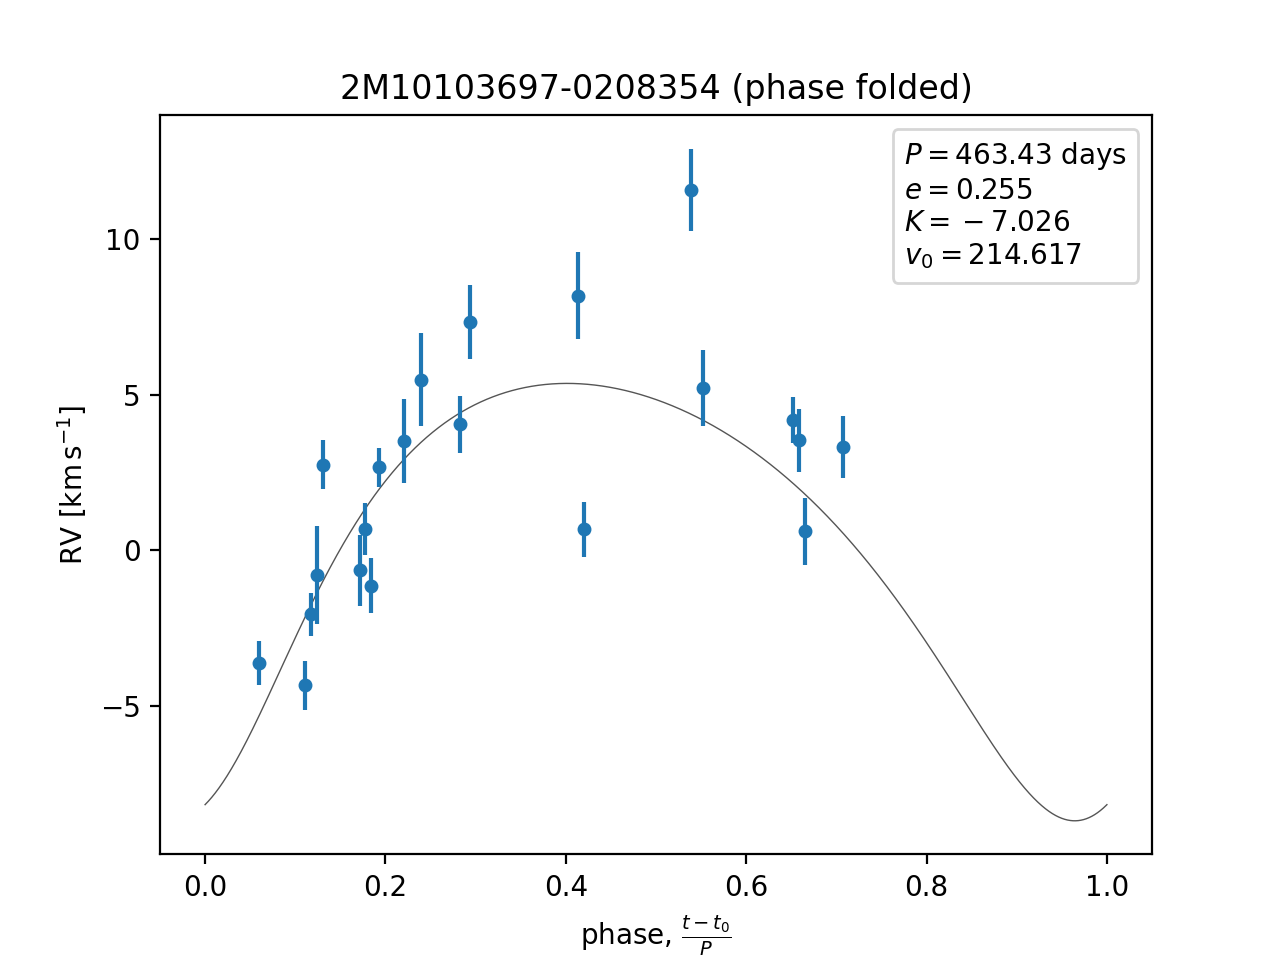 2M10103697-0208354 (phase folded)
P = 463.43 days
e = 0.255
K = −7.026
v₀ = 214.617
10
5
0
−5
RV [km s⁻¹]
0.0 0.2 0.4 0.6 0.8 1.0
phase, (t − t₀)/P